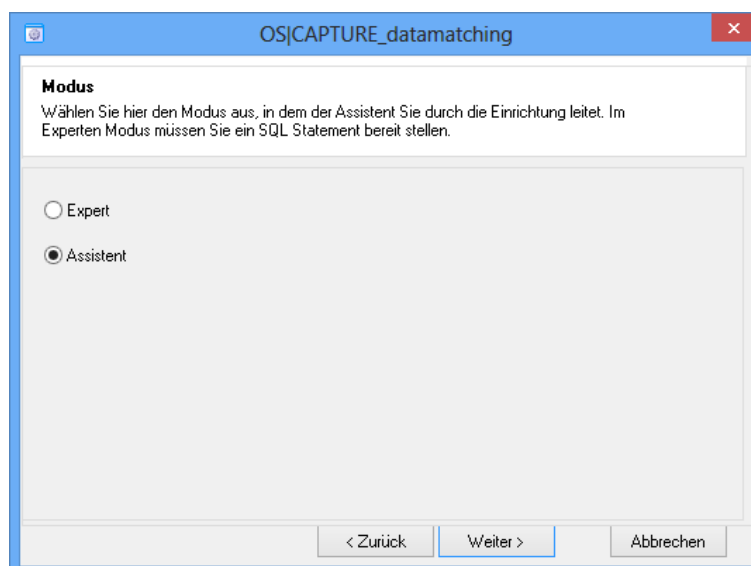 OS|CAPTURE_datamatching
Modus
Wählen Sie hier den Modus aus, in dem der Assistent Sie durch die Einrichtung leitet. Im
Experten Modus müssen Sie ein SQL Statement bereit stellen.
Expert
Assistent
< Zurück
Weiter >
Abbrechen